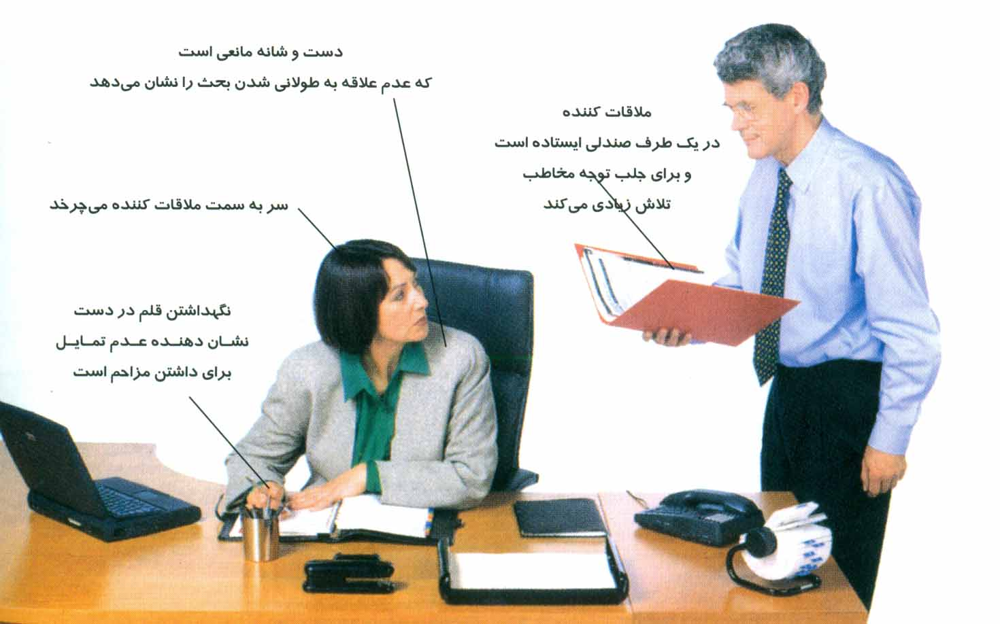 دست و شانه مانعی است
که عدم علاقه به طولانی شدن بحث را نشان می‌دهد
ملاقات کننده
در یک طرف صندلی ایستاده است
و برای جلب توجه مخاطب
تلاش زیادی می‌کند
سر به سمت ملاقات کننده می‌چرخد
نگهداشتن قلم در دست
نشان دهنده عدم تمایل
برای داشتن مزاحم است